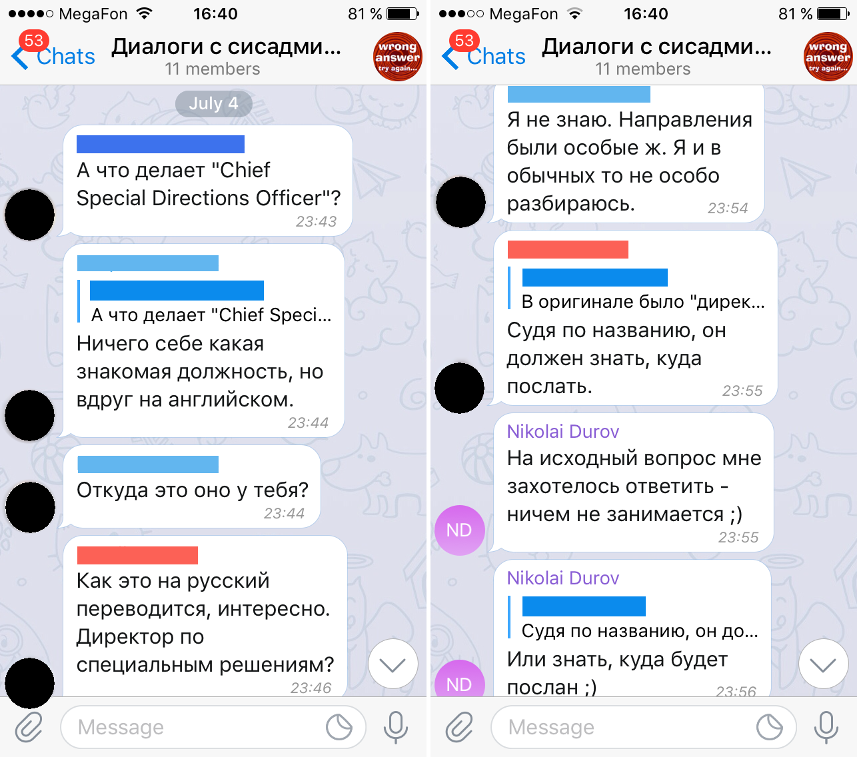 MegaFon 16:40 81 %
53
Chats
Диалоги с сисадми...
11 members
wrong
answer
try again...
July 4
А что делает "Chief
Special Directions Officer"?
23:43
А что делает "Chief Speci...
Ничего себе какая
знакомая должность, но
вдруг на английском.
23:44
Откуда это оно у тебя?
23:44
Как это на русский
переводится, интересно.
Директор по
специальным решениям?
23:46
Message
MegaFon 16:40 81 %
53
Chats
Диалоги с сисадми...
11 members
wrong
answer
try again...
Я не знаю. Направления
были особые ж. Я и в
обычных то не особо
разбираюсь.
23:54
В оригинале было "дирек...
Судя по названию, он
должен знать, куда
послать.
23:55
Nikolai Durov
На исходный вопрос мне
захотелось ответить -
ничем не занимается ;)
23:55
ND
Nikolai Durov
Судя по названию, он до...
Или знать, куда будет
послан ;)
23:56
ND
Message